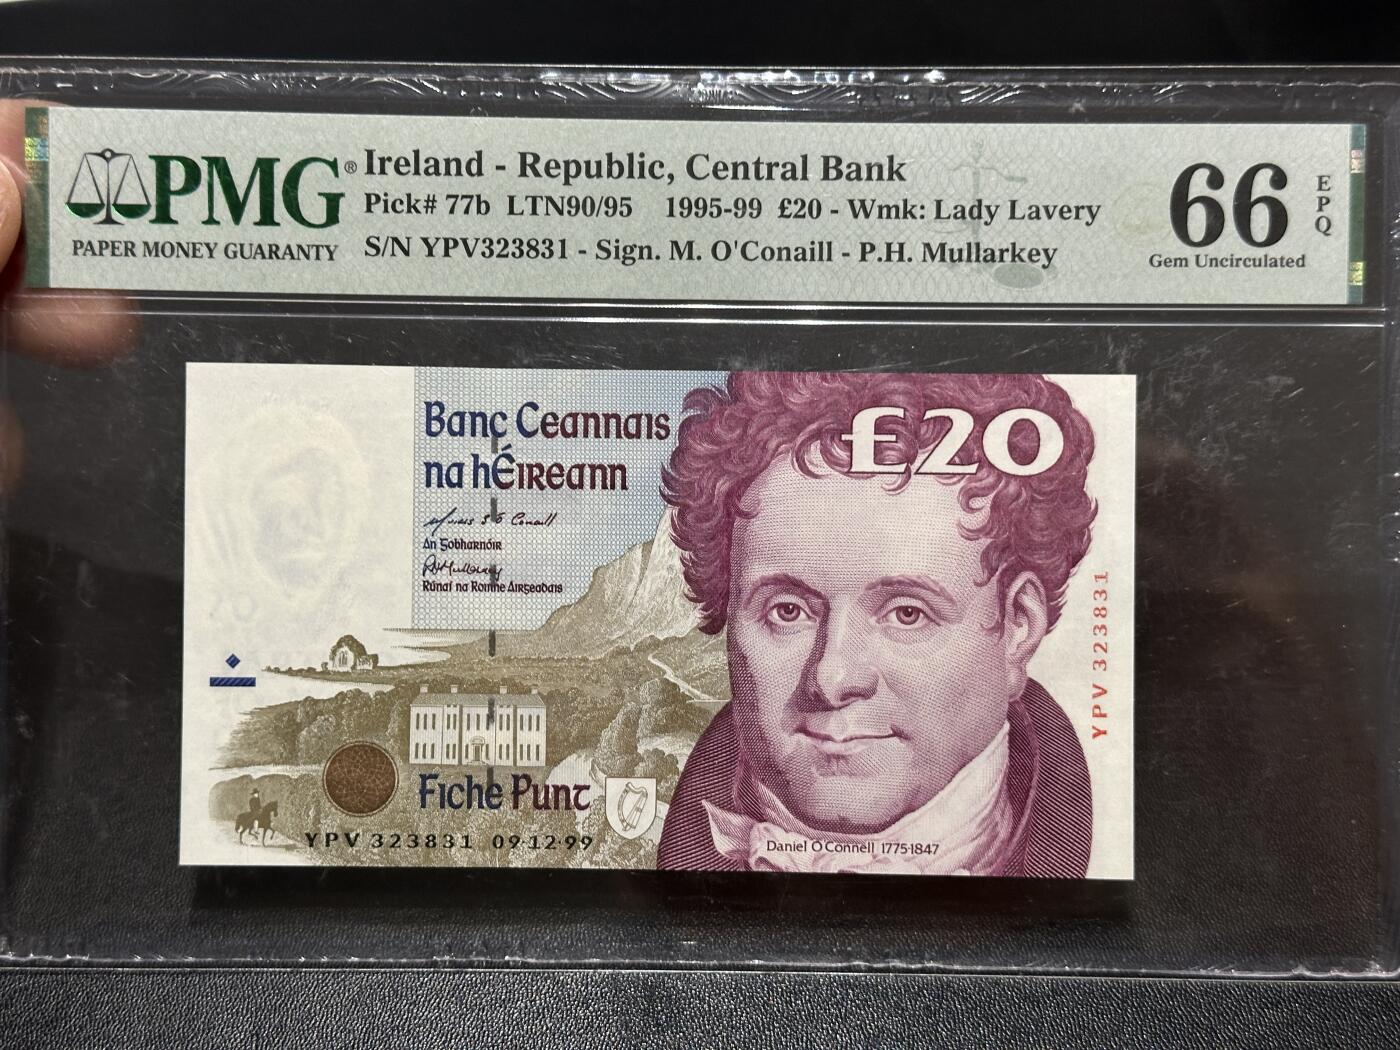 PMG®
PAPER MONEY GUARANTY
Ireland - Republic, Central Bank
Pick# 77b LTN90/95 1995-99 £20 - Wmk: Lady Lavery
S/N YPV323831 - Sign. M. O'Conaill - P.H. Mullarkey
66
EPQ
Gem Uncirculated
Banc Ceannais
na hÉireann
£20
An Gobharnóir
Rúnaí na Roinne Airgeadais
YPV 323831
Fiche Punt
YPV 323831 09·12·99
Daniel O'Connell 1775-1847